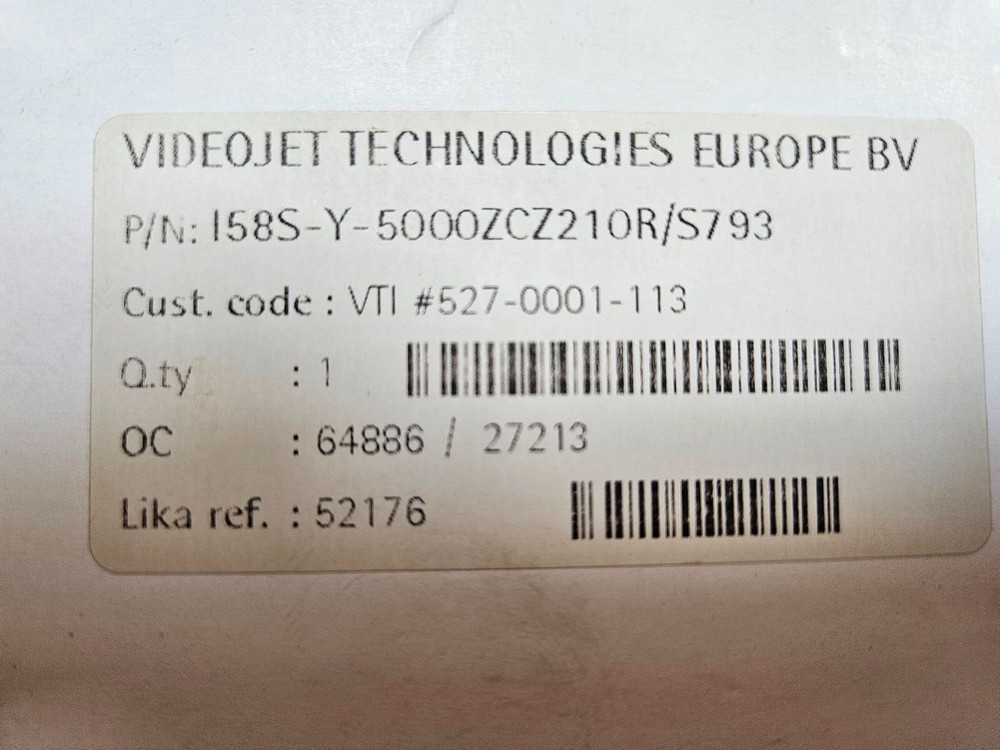 VIDEOJET TECHNOLOGIES EUROPE BV
P/N: I58S-Y-5000ZCZ210R/S793
Cust. code : VTI #527-0001-113
Q.ty : 1
OC : 64886 / 27213
Lika ref. : 52176